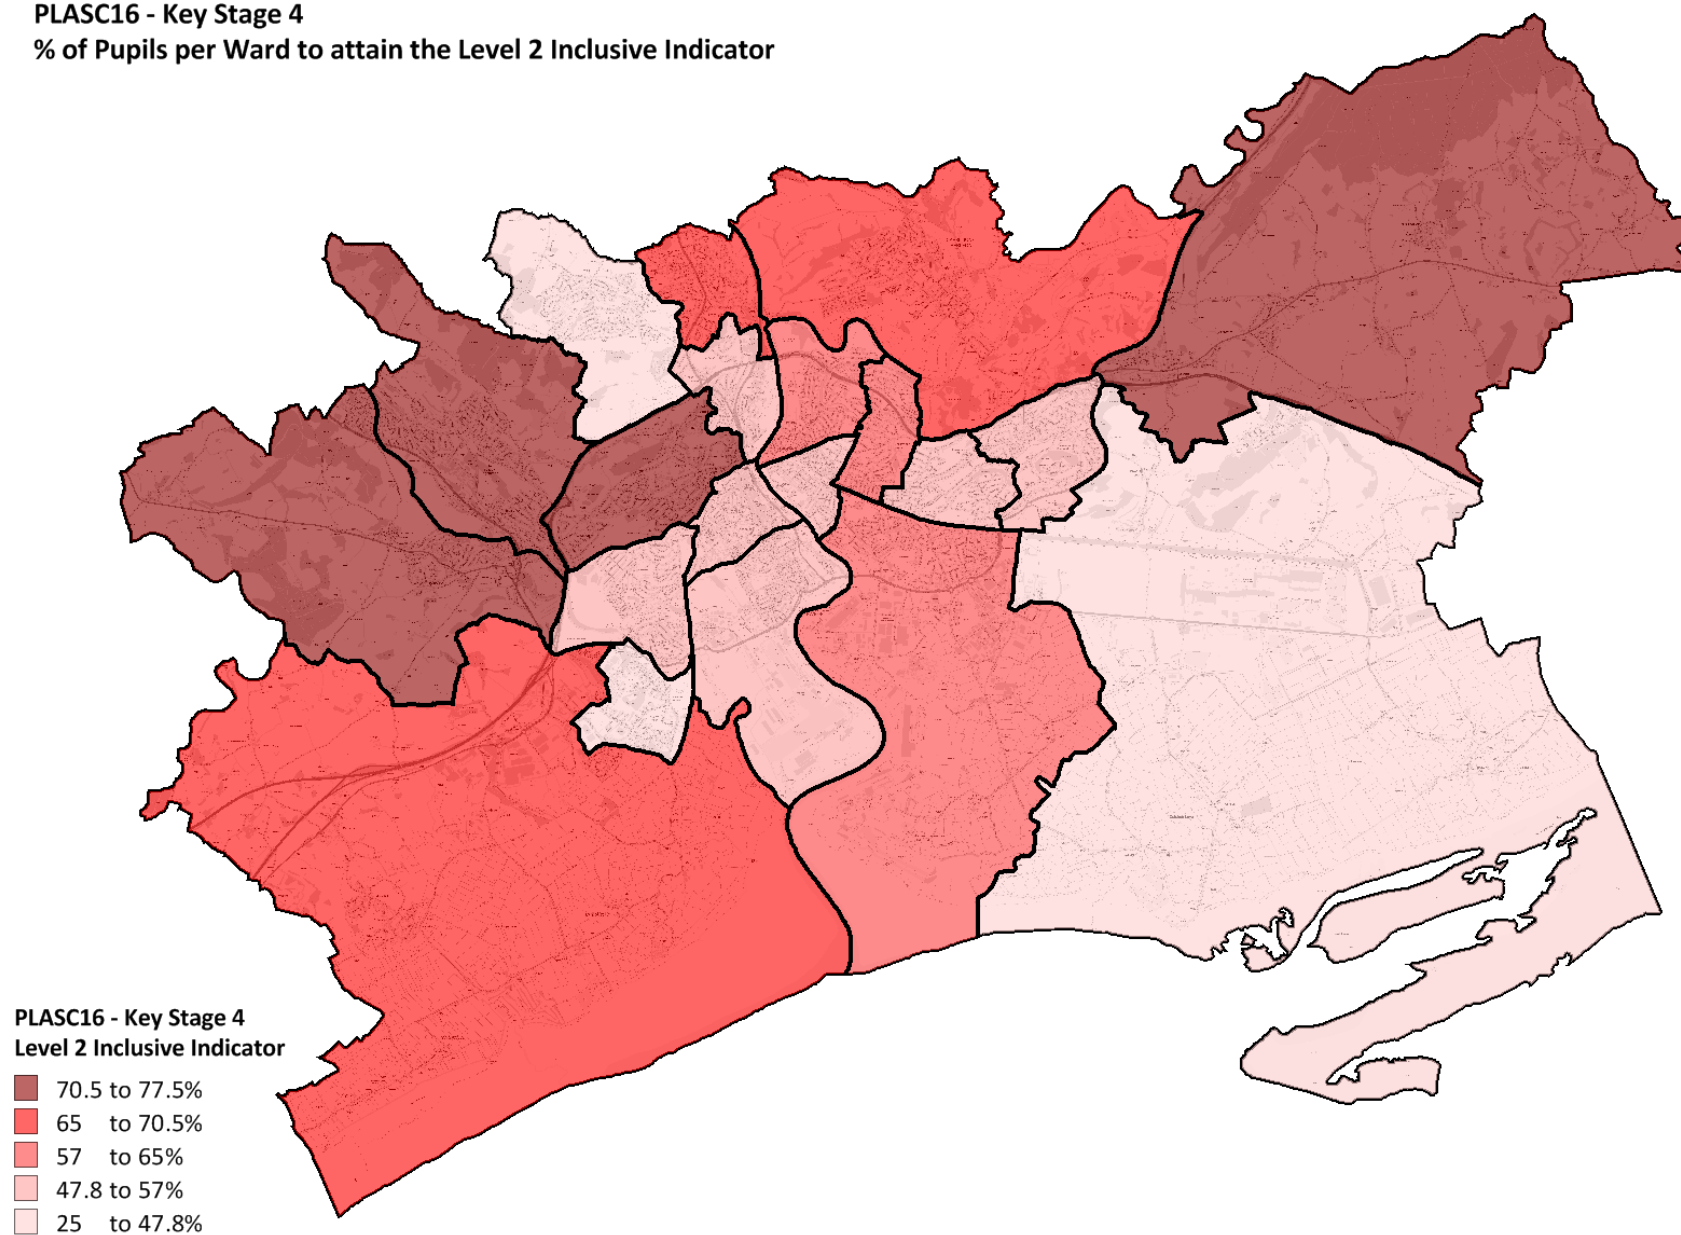 PLASC16 - Key Stage 4
% of Pupils per Ward to attain the Level 2 Inclusive Indicator
PLASC16 - Key Stage 4
Level 2 Inclusive Indicator
70.5 to 77.5%
65 to 70.5%
57 to 65%
47.8 to 57%
25 to 47.8%